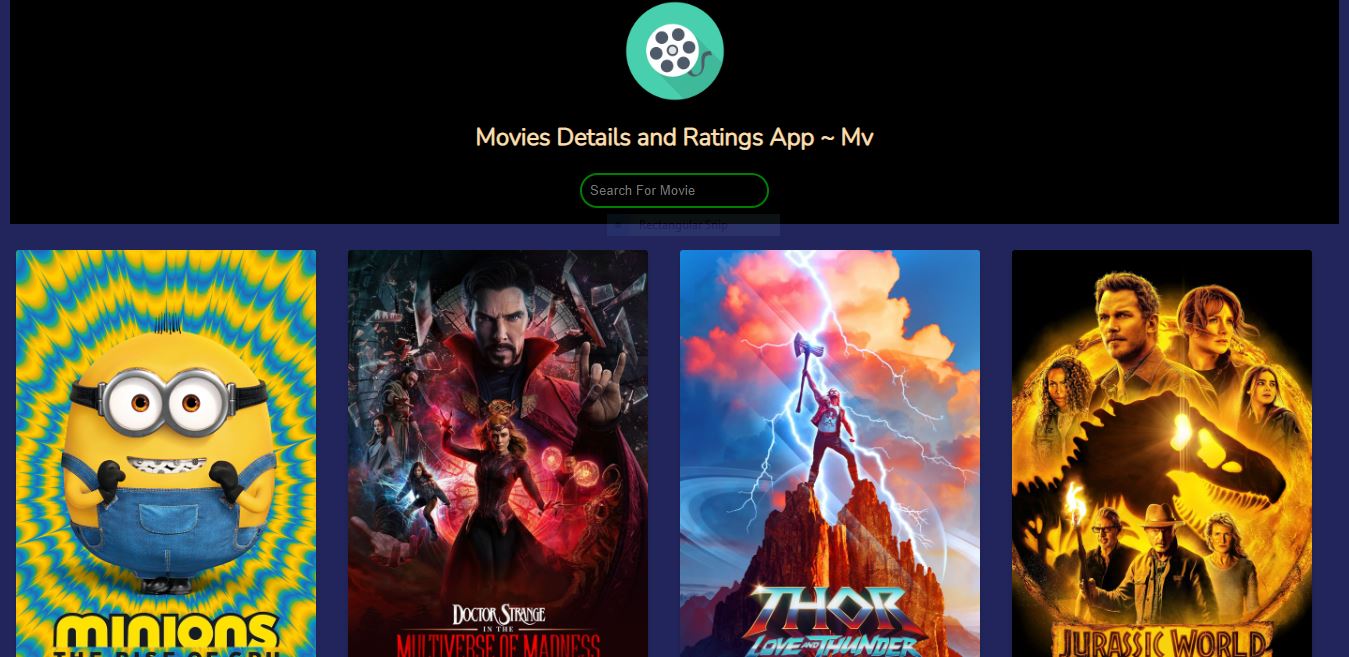 Movies Details and Ratings App ~ Mv
Search For Movie
Rectangular Snip
MINIONS
THE RISE OF GRU
DOCTOR STRANGE
IN THE
MULTIVERSE OF MADNESS
THOR
LOVE AND THUNDER
JURASSIC WORLD